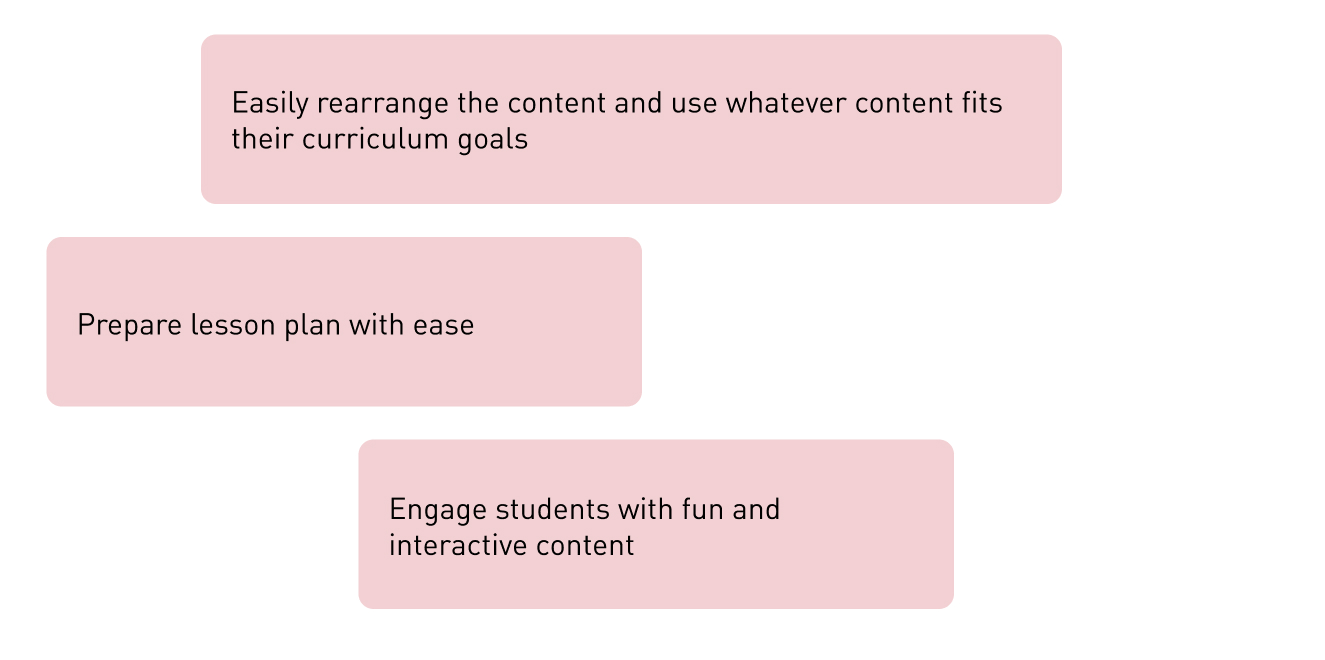 Easily rearrange the content and use whatever content fits
their curriculum goals
Prepare lesson plan with ease
Engage students with fun and
interactive content